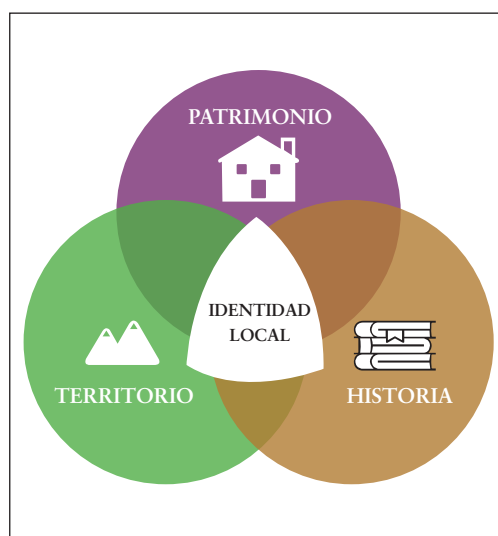 PATRIMONIO
IDENTIDAD
LOCAL
TERRITORIO
HISTORIA